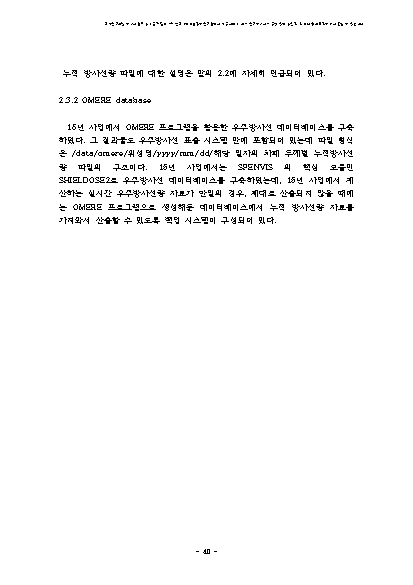 누적 방사선량 파일에 대한 설명은 앞의 2.2에 자세히 언급되어 있다.
2.3.2 OMERE database
15년 사업에서 OMERE 프로그램을 활용한 우주방사선 데이터베이스를 구축
하였다. 그 결과물도 우주방사선 표출 시스템 안에 포함되어 있는데 파일 형식
은 /data/omere/위성명/yyyy/mm/dd/해당 일자의 차폐 두께별 누적방사선
량 파일의 구조이다. 16년 사업에서는 SPENVIS 의 핵심 모듈인
SHIELDOSE2로 우주방사선 데이터베이스를 구축하였는데, 16년 사업에서 계
산하는 실시간 우주방사선량 자료가 만일의 경우, 제대로 산출되지 않을 때에
는 OMERE 프로그램으로 생성해둔 데이터베이스에서 누적 방사선량 자료를
가져와서 산출할 수 있도록 백업 시스템이 구성되어 있다.
- 40 -